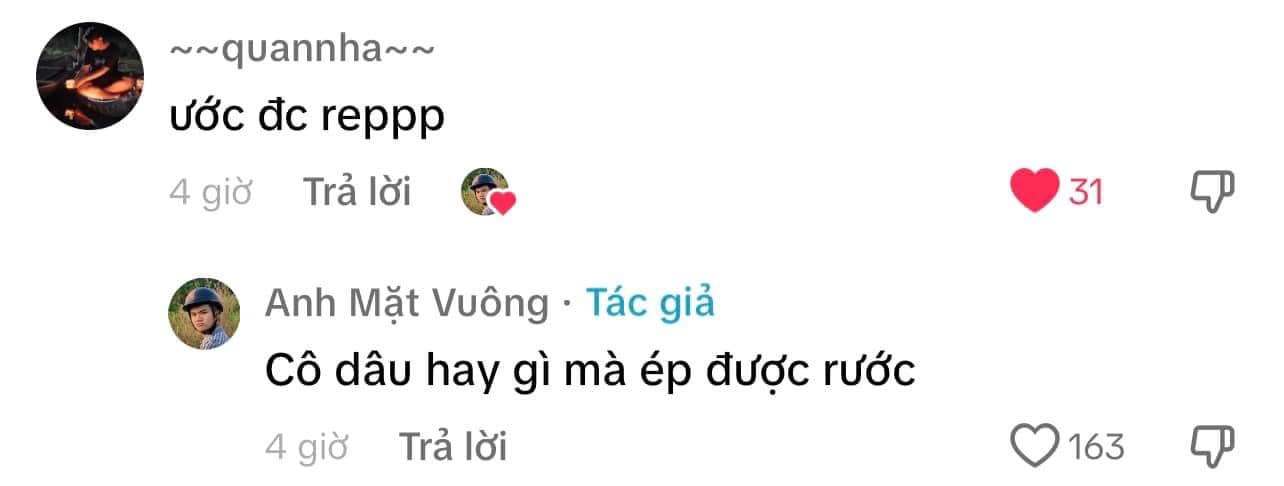 ~~quannha~~
ước đc reppp
4 giờ Trả lời 31
Anh Mặt Vuông · Tác giả
Cô dâu hay gì mà ép được rước
4 giờ Trả lời 163